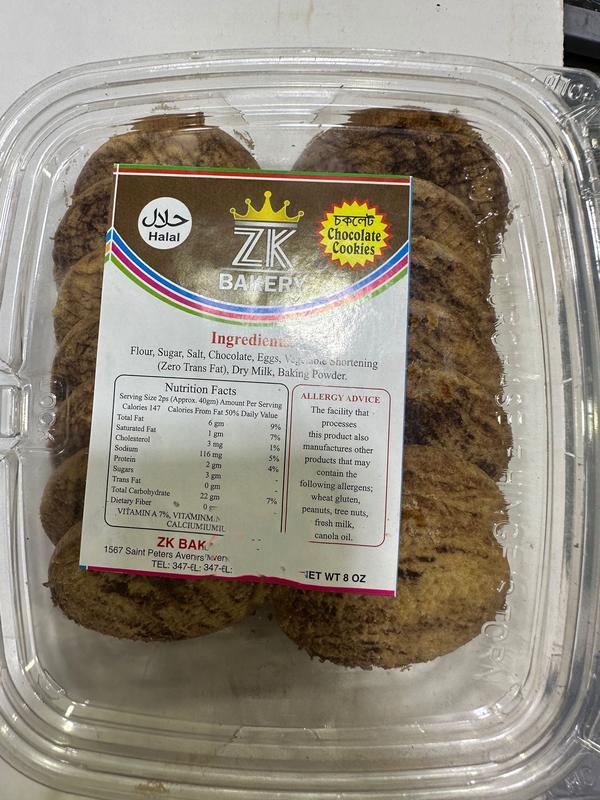 حلال
Halal
ZK
BAKERY
চকলেট
Chocolate
Cookies
Flour, Sugar, Salt, Chocolate, Eggs, Vegetable Shortening
(Zero Trans Fat), Dry Milk, Baking Powder.
Nutrition Facts
Serving Size 2ps (Approx. 40gm) Amount Per Serving
Calories 147 Calories From Fat 50% Daily Value
Total Fat 6 gm 9%
Saturated Fat 1 gm 7%
Cholesterol 3 mg 1%
Sodium 116 mg 5%
Protein 2 gm 4%
Sugars 3 gm -
Trans Fat 0 gm -
Total Carbohydrate 22 gm 7%
Dietary Fiber 0 -
VITAMIN A 7%,
ALLERGY ADVICE
The facility that
processes
this product also
manufactures other
products that may
contain the
following allergens;
wheat gluten,
peanuts, tree nuts,
fresh milk,
canola oil.
ZK
1567 Saint Peters
TEL: 347-
WT 8 OZ